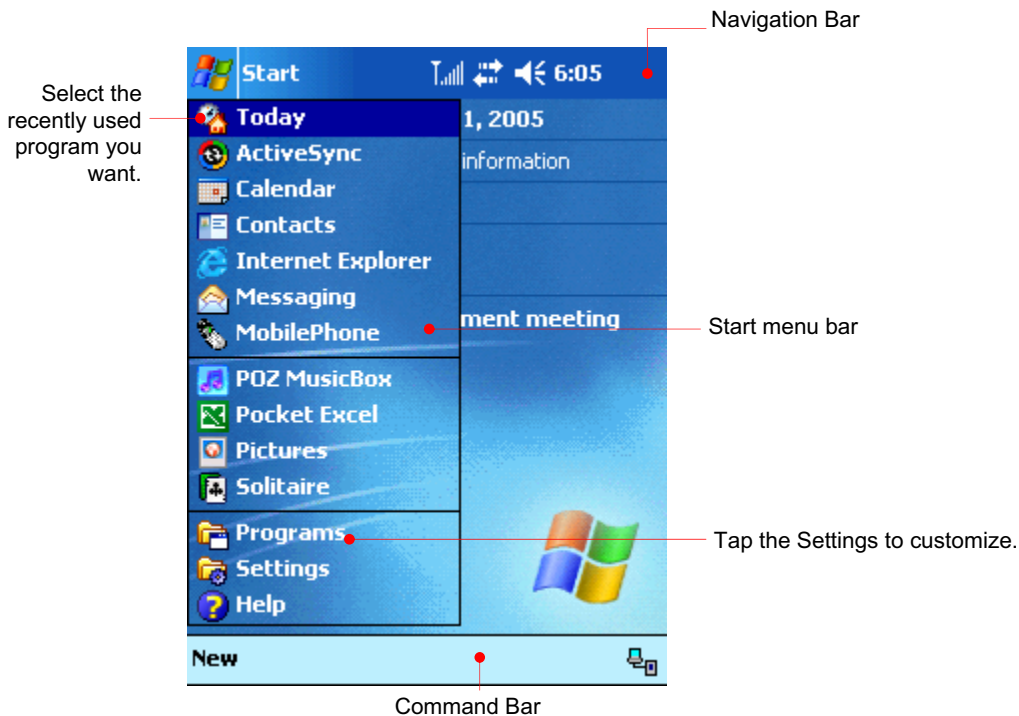 Navigation Bar
Start 6:05
Select the
recently used
program you
want.
Today
1, 2005
ActiveSync
information
Calendar
Contacts
Internet Explorer
Messaging
ment meeting
MobilePhone
Start menu bar
POZ MusicBox
Pocket Excel
Pictures
Solitaire
Programs
Tap the Settings to customize.
Settings
Help
New
Command Bar